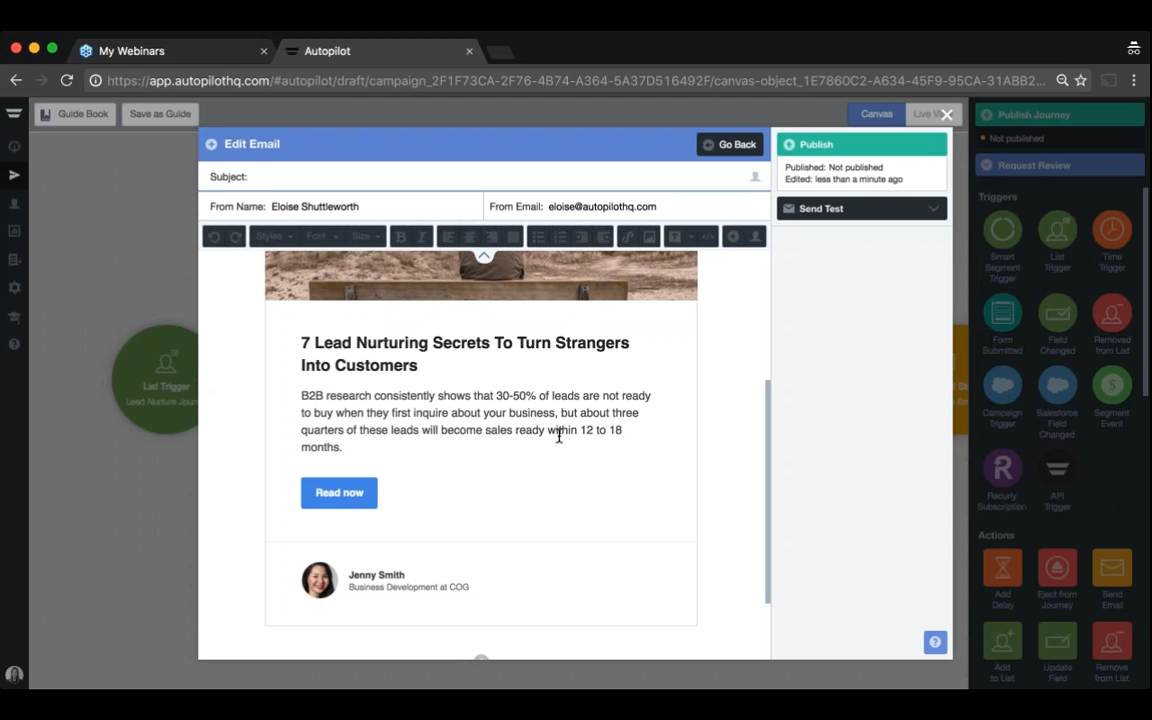 My Webinars
Autopilot
https://app.autopilothq.com/#autopilot/draft/campaign_2F1F73CA-2F76-4B74-A364-5A37D516492F/canvas-object_1E7860C2-A634-45F9-95CA-31ABB2...
Guide Book
Save as Guide
Canvas
Publish Journey
Not published
Request Review
Edit Email
Go Back
Publish
Published: Not published
Edited: less than a minute ago
Subject:
From Name: Eloise Shuttleworth
From Email: eloise@autopilothq.com
Send Test
Styles
Font
Size
B I
7 Lead Nurturing Secrets To Turn Strangers
Into Customers
B2B research consistently shows that 30-50% of leads are not ready
to buy when they first inquire about your business, but about three
quarters of these leads will become sales ready within 12 to 18
months.
Read now
Jenny Smith
Business Development at COG
List Trigger
Triggers
Smart
Segment
Trigger
List
Trigger
Time
Trigger
Form
Submitted
Field
Changed
Removed
from List
Campaign
Trigger
Salesforce
Field
Changed
Segment
Event
Recurly
Subscription
API
Trigger
Actions
Add
Delay
Eject from
Journey
Send
Email
Add
to List
Update
Field
Remove
from List